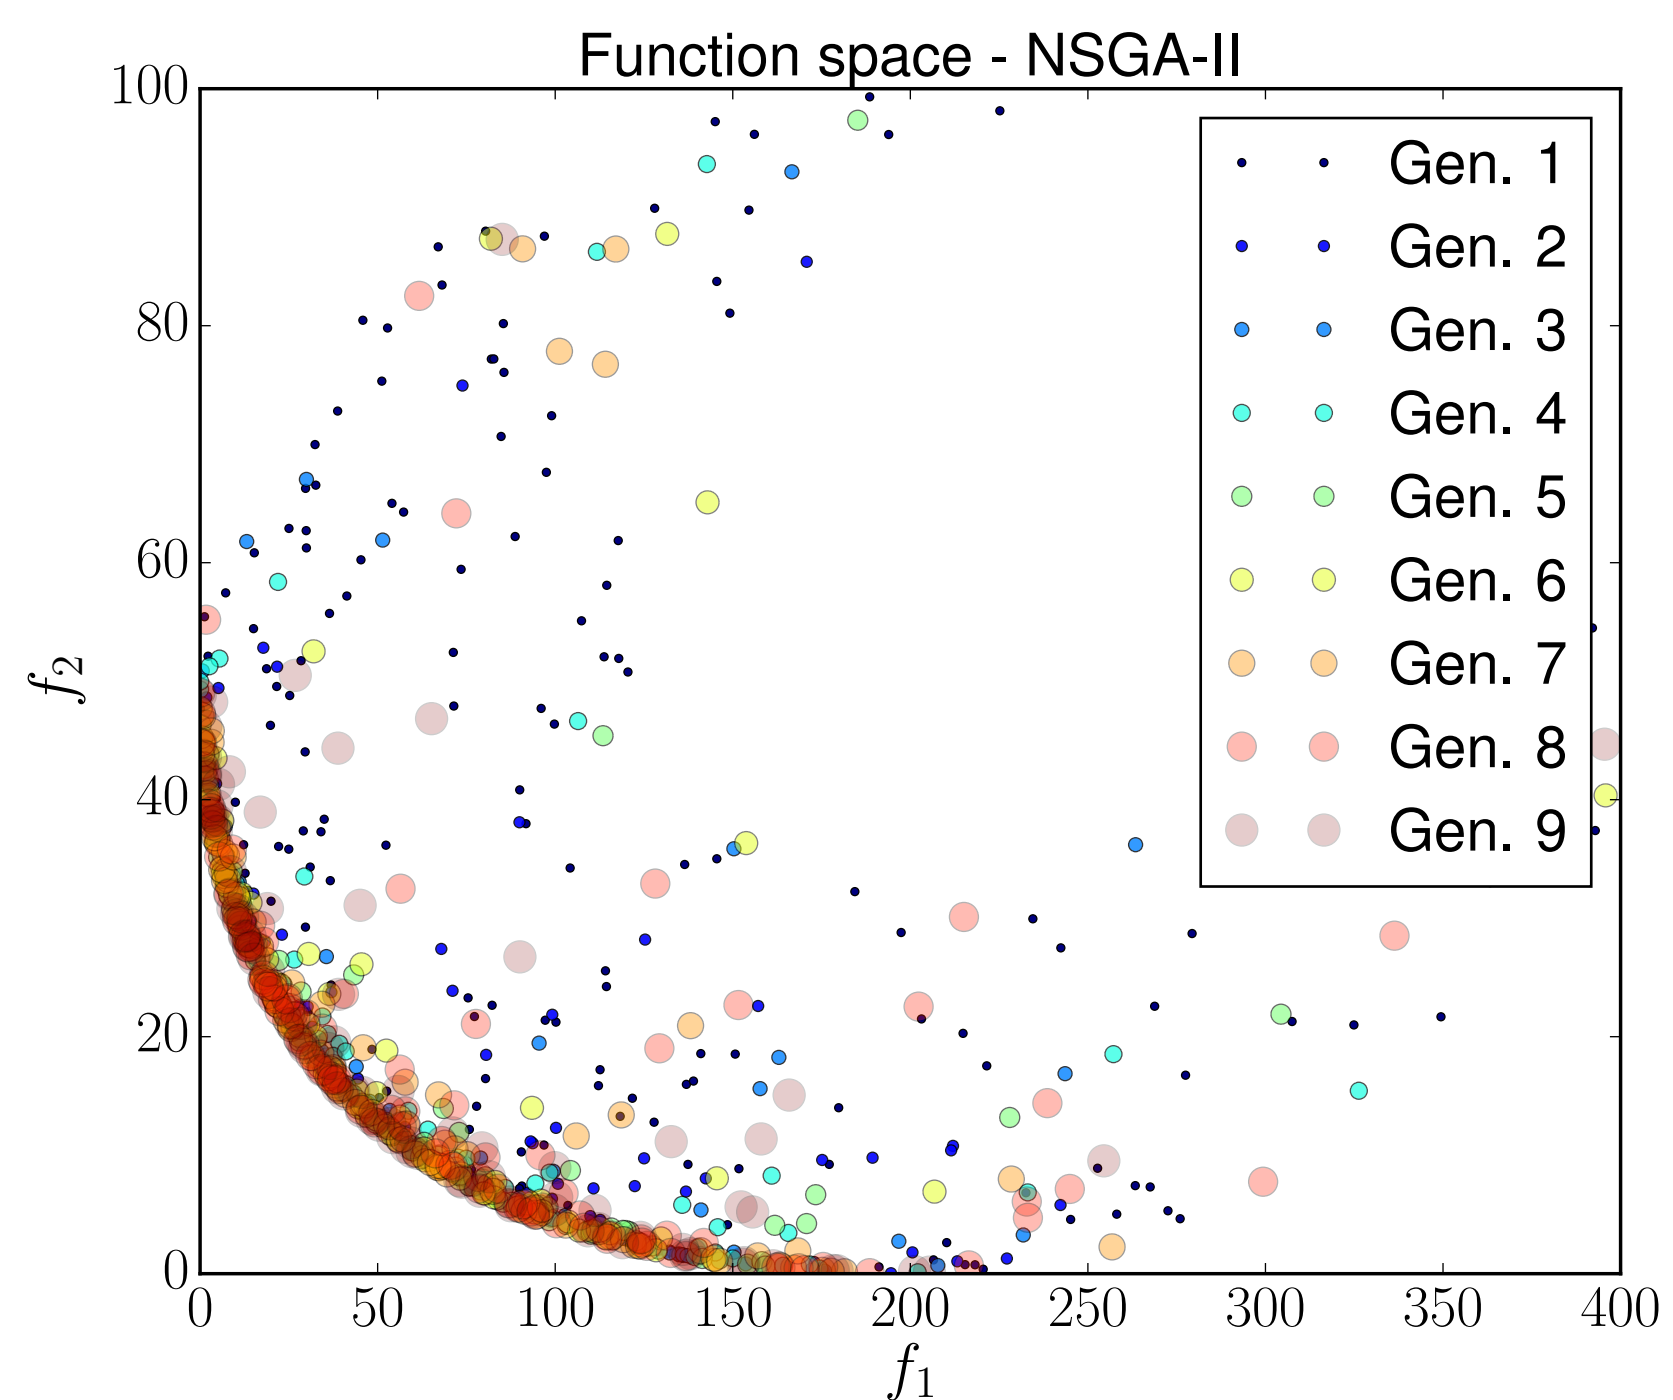 Function space - NSGA-II
100
80
60
40
20
0
f2
Gen. 1
Gen. 2
Gen. 3
Gen. 4
Gen. 5
Gen. 6
Gen. 7
Gen. 8
Gen. 9
0 50 100 150 200 250 300 350 400
f1